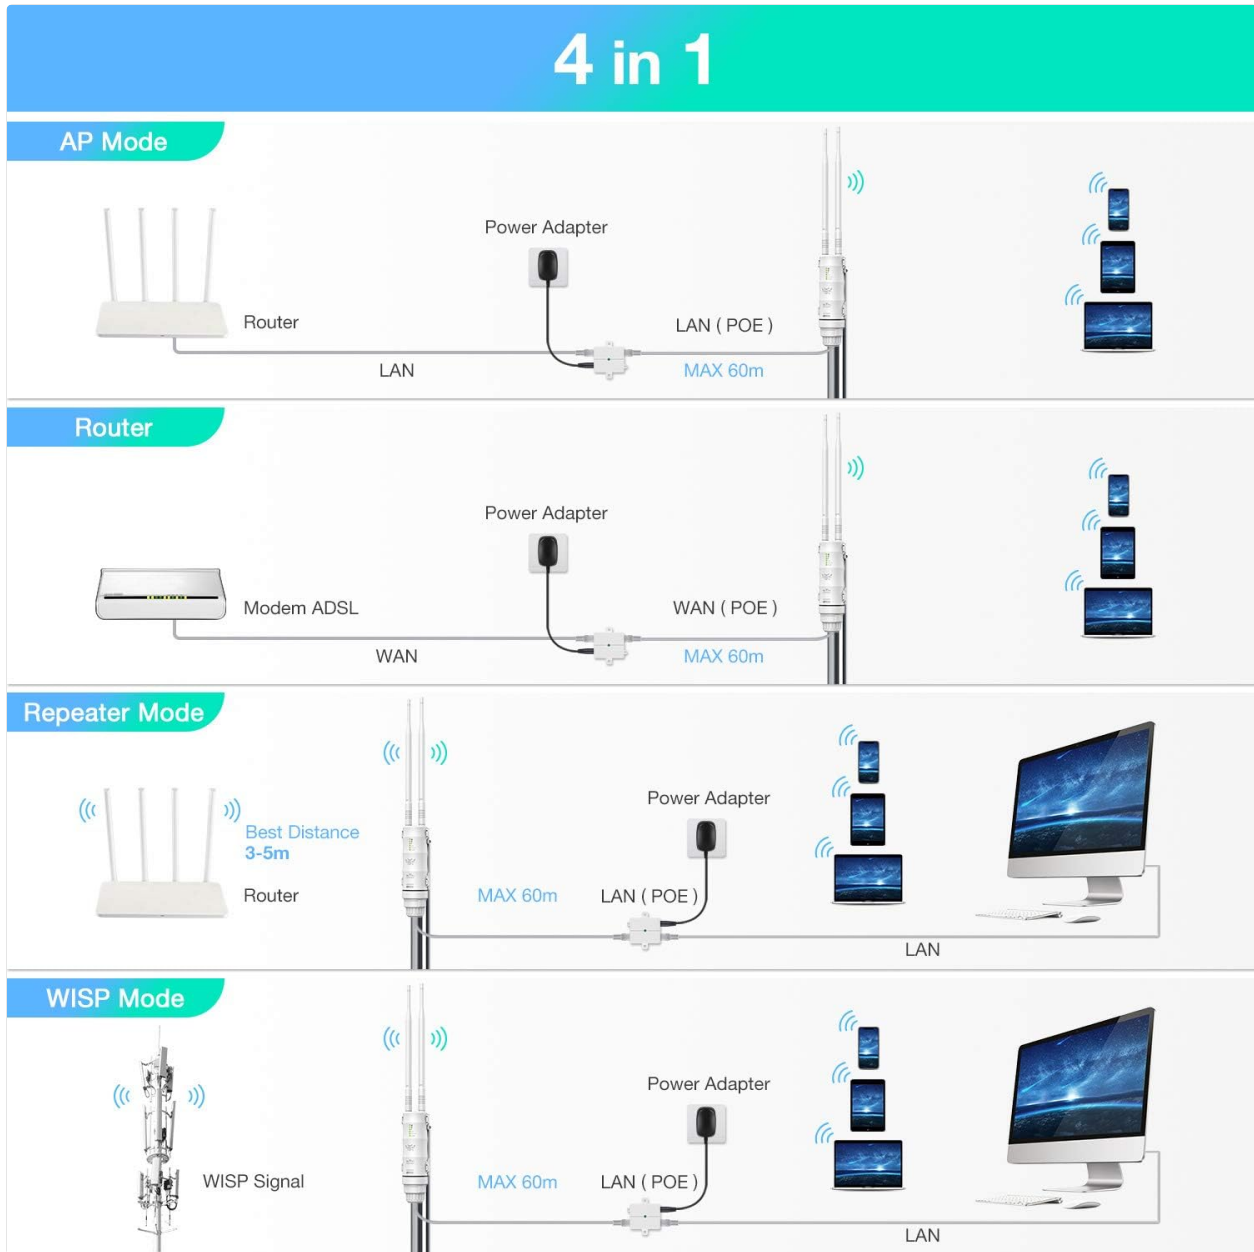 4 in 1
AP Mode
Power Adapter
Router
LAN ( POE )
LAN
MAX 60m
Router
Power Adapter
Modem ADSL
WAN ( POE )
WAN
MAX 60m
Repeater Mode
Power Adapter
Best Distance
3-5m
Router
MAX 60m
LAN ( POE )
LAN
WISP Mode
Power Adapter
WISP Signal
MAX 60m
LAN ( POE )
LAN